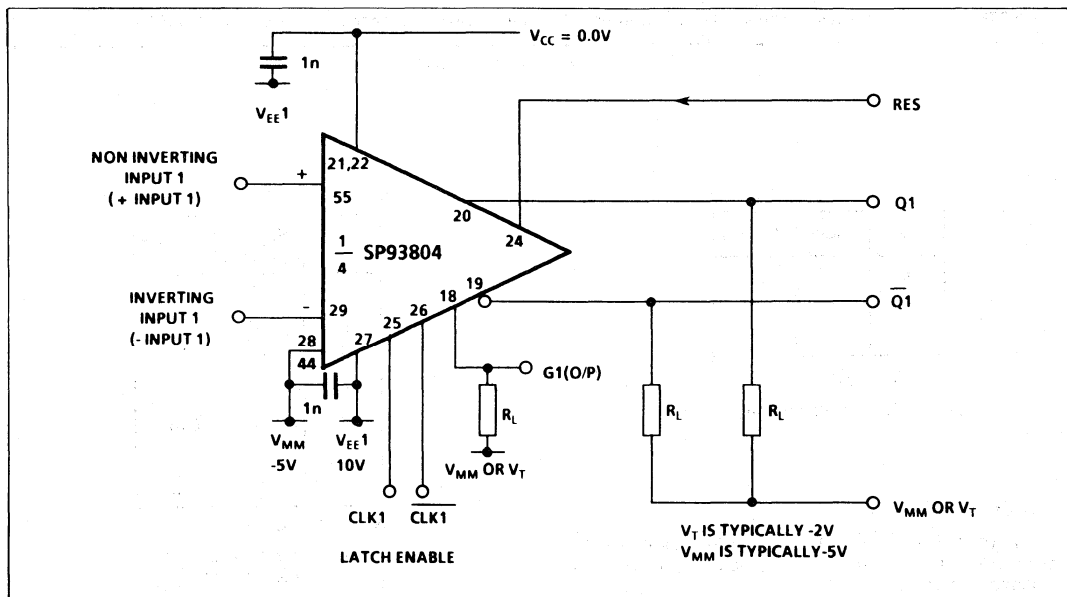 V_CC = 0.0V
1n
V_EE1
RES
NON INVERTING
INPUT 1
( + INPUT 1)
+
21,22
55
20
24
Q1
1/4 SP93804
INVERTING
INPUT 1
(- INPUT 1)
-
29
28
44
27
25
26
18
19
Q̅1̅
G1(O/P)
1n
R_L
R_L
R_L
V_MM
-5V
V_EE1
10V
V_MM OR V_T
CLK1
C̅L̅K̅1̅
V_MM OR V_T
LATCH ENABLE
V_T IS TYPICALLY -2V
V_MM IS TYPICALLY -5V